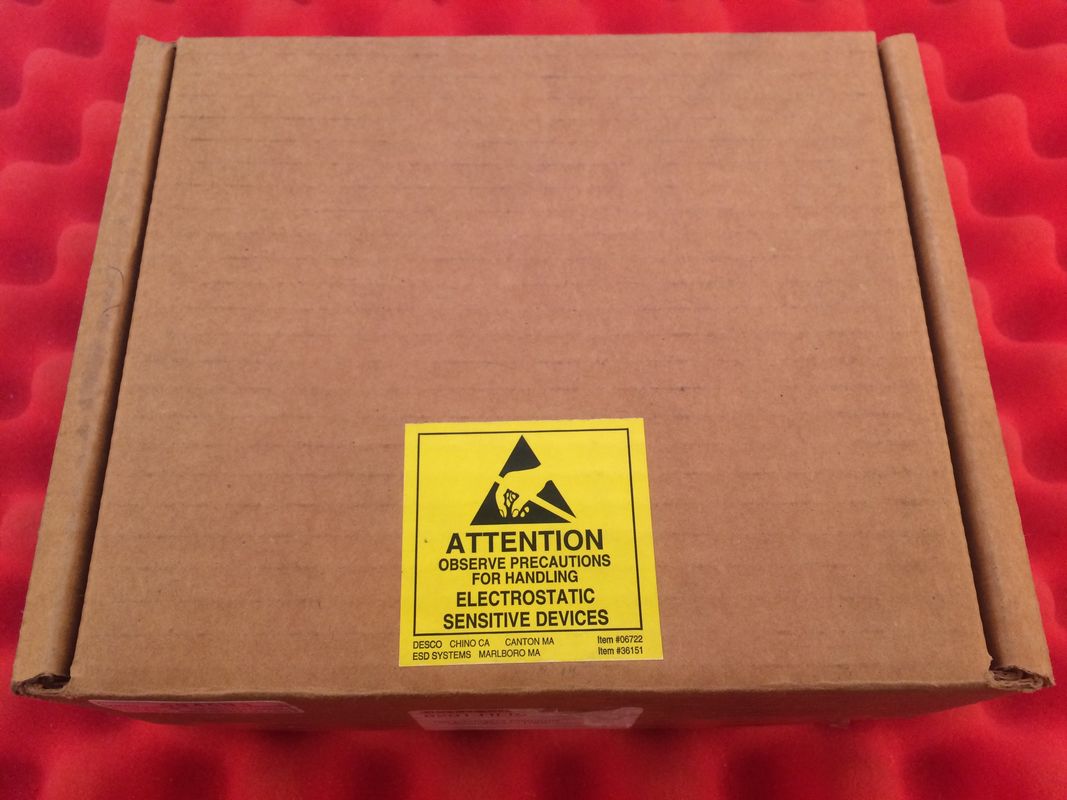 ATTENTION
OBSERVE PRECAUTIONS
FOR HANDLING
ELECTROSTATIC
SENSITIVE DEVICES
DESCO CHINO CA CANTON MA Item #06722
ESD SYSTEMS MARLBORO MA Item #36151